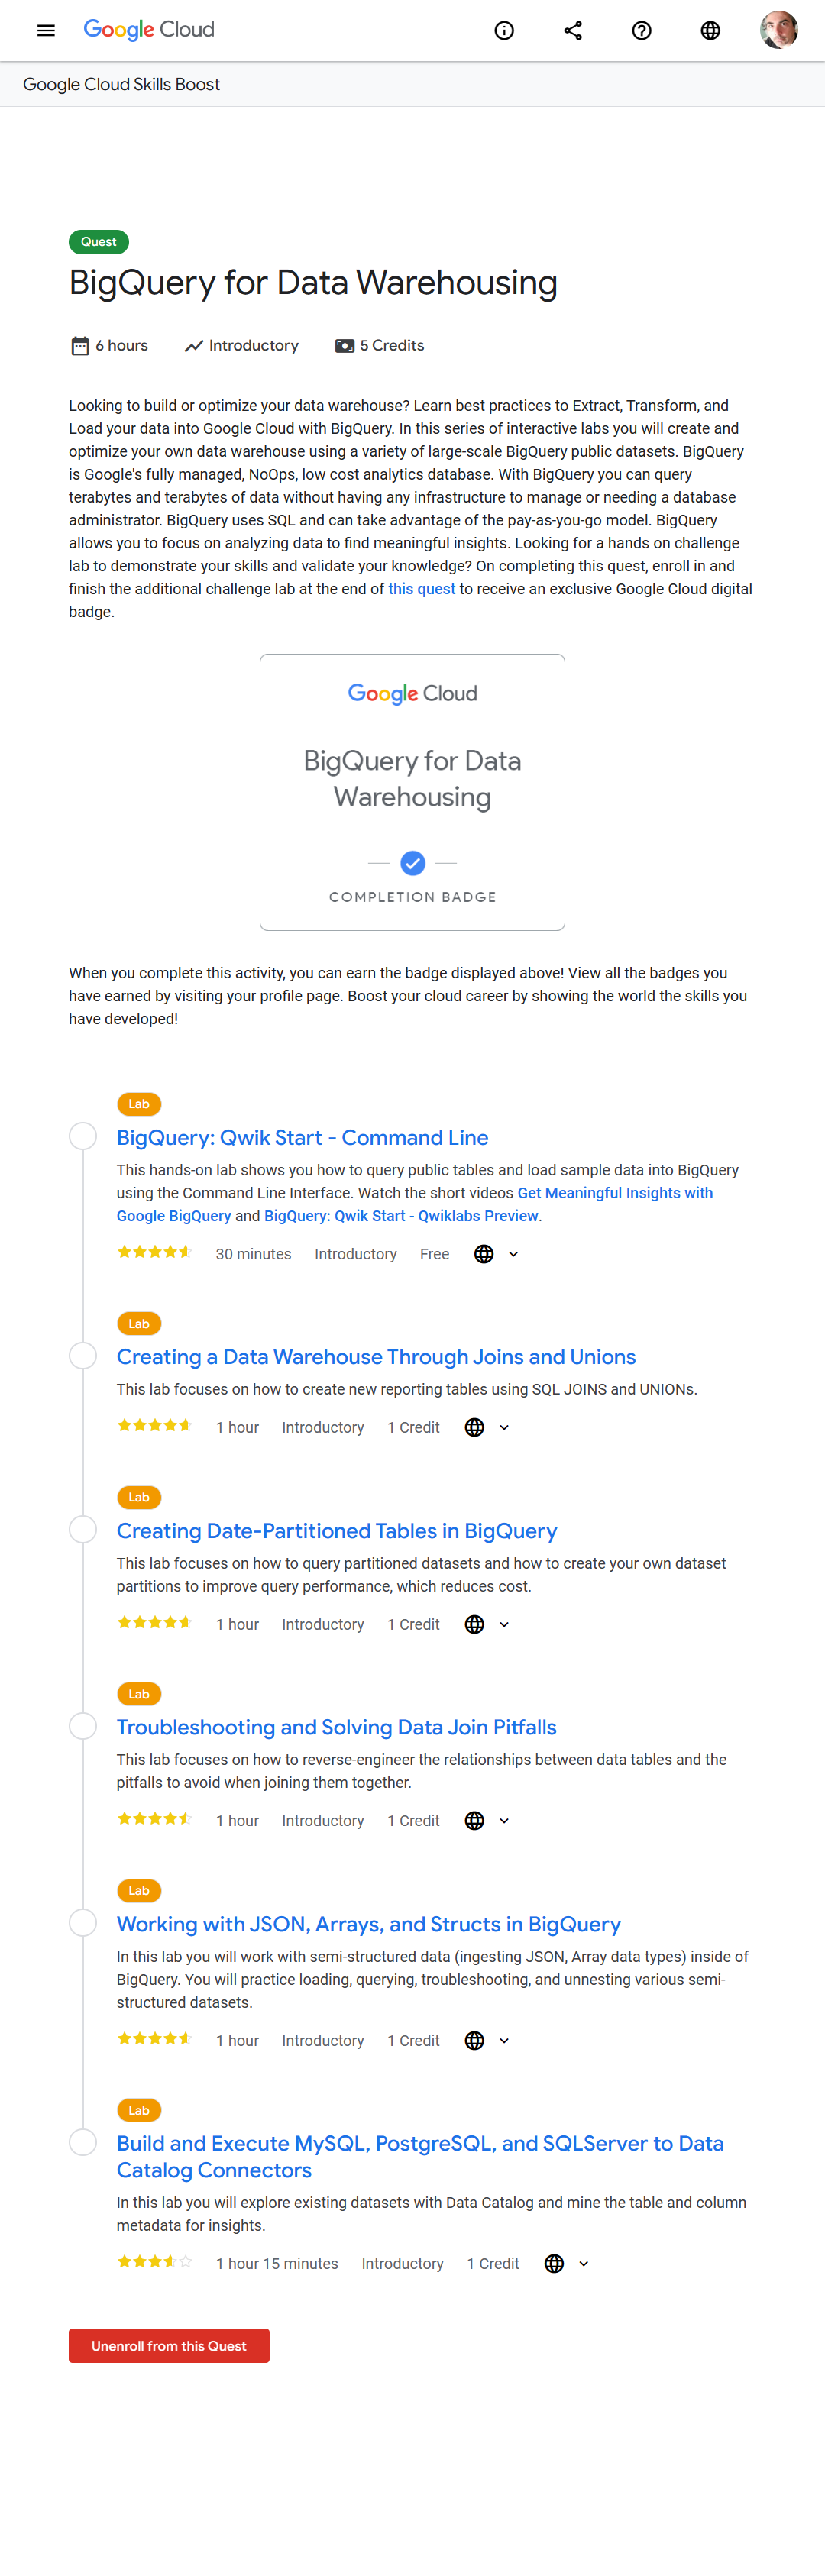 Google Cloud
Google Cloud Skills Boost
Quest
BigQuery for Data Warehousing
6 hours Introductory 5 Credits
Looking to build or optimize your data warehouse? Learn best practices to Extract, Transform, and
Load your data into Google Cloud with BigQuery. In this series of interactive labs you will create and
optimize your own data warehouse using a variety of large-scale BigQuery public datasets. BigQuery
is Google's fully managed, NoOps, low cost analytics database. With BigQuery you can query
terabytes and terabytes of data without having any infrastructure to manage or needing a database
administrator. BigQuery uses SQL and can take advantage of the pay-as-you-go model. BigQuery
allows you to focus on analyzing data to find meaningful insights. Looking for a hands on challenge
lab to demonstrate your skills and validate your knowledge? On completing this quest, enroll in and
finish the additional challenge lab at the end of this quest to receive an exclusive Google Cloud digital
badge.
Google Cloud
BigQuery for Data
Warehousing
COMPLETION BADGE
When you complete this activity, you can earn the badge displayed above! View all the badges you
have earned by visiting your profile page. Boost your cloud career by showing the world the skills you
have developed!
Lab
BigQuery: Qwik Start - Command Line
This hands-on lab shows you how to query public tables and load sample data into BigQuery
using the Command Line Interface. Watch the short videos Get Meaningful Insights with
Google BigQuery and BigQuery: Qwik Start - Qwiklabs Preview.
30 minutes Introductory Free
Lab
Creating a Data Warehouse Through Joins and Unions
This lab focuses on how to create new reporting tables using SQL JOINS and UNIONs.
1 hour Introductory 1 Credit
Lab
Creating Date-Partitioned Tables in BigQuery
This lab focuses on how to query partitioned datasets and how to create your own dataset
partitions to improve query performance, which reduces cost.
1 hour Introductory 1 Credit
Lab
Troubleshooting and Solving Data Join Pitfalls
This lab focuses on how to reverse-engineer the relationships between data tables and the
pitfalls to avoid when joining them together.
1 hour Introductory 1 Credit
Lab
Working with JSON, Arrays, and Structs in BigQuery
In this lab you will work with semi-structured data (ingesting JSON, Array data types) inside of
BigQuery. You will practice loading, querying, troubleshooting, and unnesting various semi-
structured datasets.
1 hour Introductory 1 Credit
Lab
Build and Execute MySQL, PostgreSQL, and SQLServer to Data
Catalog Connectors
In this lab you will explore existing datasets with Data Catalog and mine the table and column
metadata for insights.
1 hour 15 minutes Introductory 1 Credit
Unenroll from this Quest